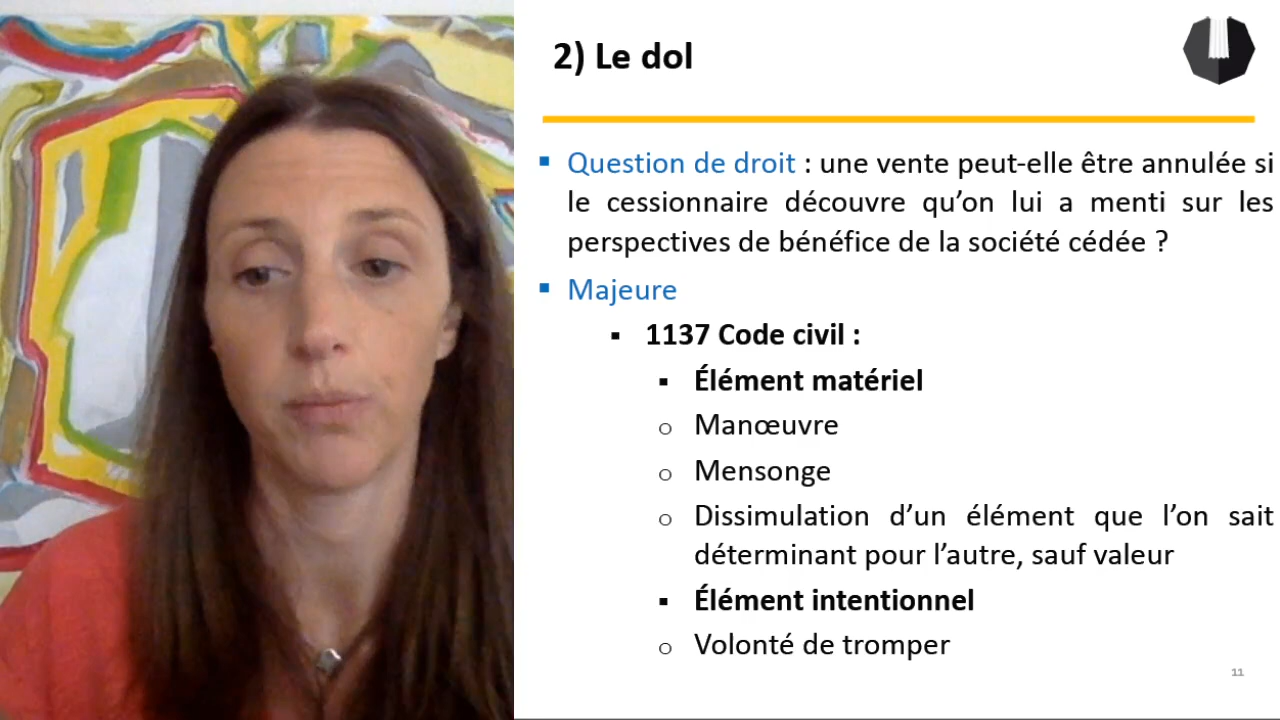 2) Le dol
▪ Question de droit : une vente peut-elle être annulée si
le cessionnaire découvre qu’on lui a menti sur les
perspectives de bénéfice de la société cédée ?
▪ Majeure
▪ 1137 Code civil :
▪ Élément matériel
o Manœuvre
o Mensonge
o Dissimulation d’un élément que l’on sait
déterminant pour l’autre, sauf valeur
▪ Élément intentionnel
o Volonté de tromper
11